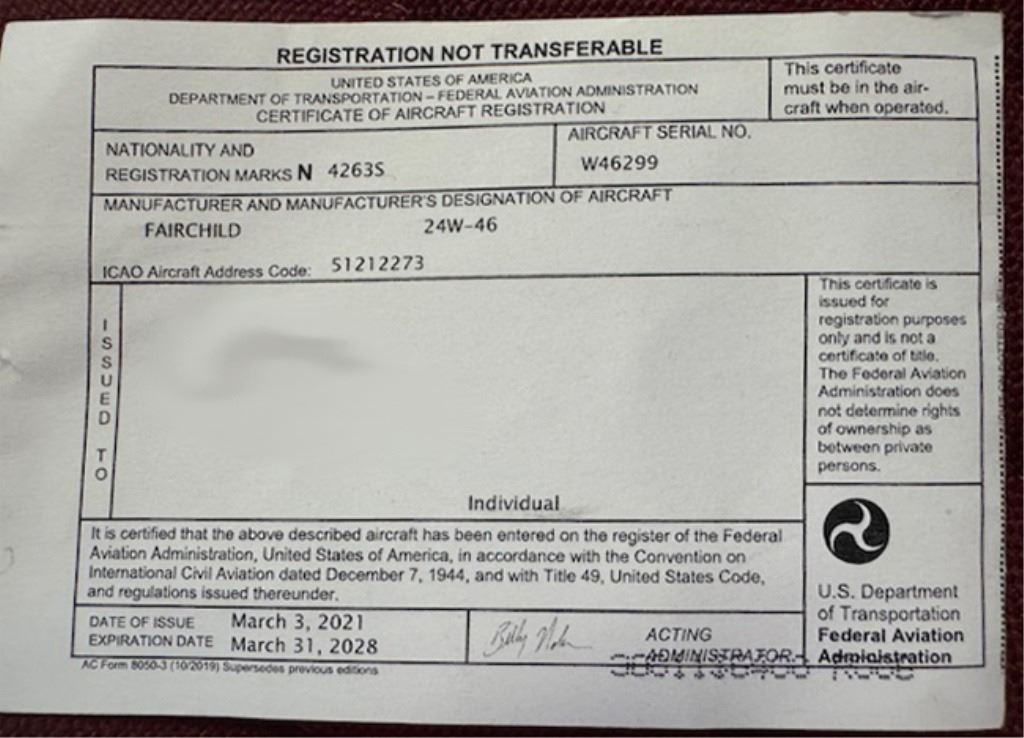 REGISTRATION NOT TRANSFERABLE
UNITED STATES OF AMERICA
DEPARTMENT OF TRANSPORTATION – FEDERAL AVIATION ADMINISTRATION
CERTIFICATE OF AIRCRAFT REGISTRATION
This certificate
must be in the air-
craft when operated.
NATIONALITY AND
REGISTRATION MARKS N 4263S
AIRCRAFT SERIAL NO.
W46299
MANUFACTURER AND MANUFACTURER'S DESIGNATION OF AIRCRAFT
FAIRCHILD 24W-46
ICAO Aircraft Address Code: 51212273
ISSUED TO
Individual
This certificate is
issued for
registration purposes
only and is not a
certificate of title.
The Federal Aviation
Administration does
not determine rights
of ownership as
between private
persons.
It is certified that the above described aircraft has been entered on the register of the Federal
Aviation Administration, United States of America, in accordance with the Convention on
International Civil Aviation dated December 7, 1944, and with Title 49, United States Code,
and regulations issued thereunder.
DATE OF ISSUE March 3, 2021
EXPIRATION DATE March 31, 2028
Billy Nolen
ACTING
ADMINISTRATOR
U.S. Department
of Transportation
Federal Aviation
Administration
AC Form 8050-3 (10/2019) Supersedes previous editions